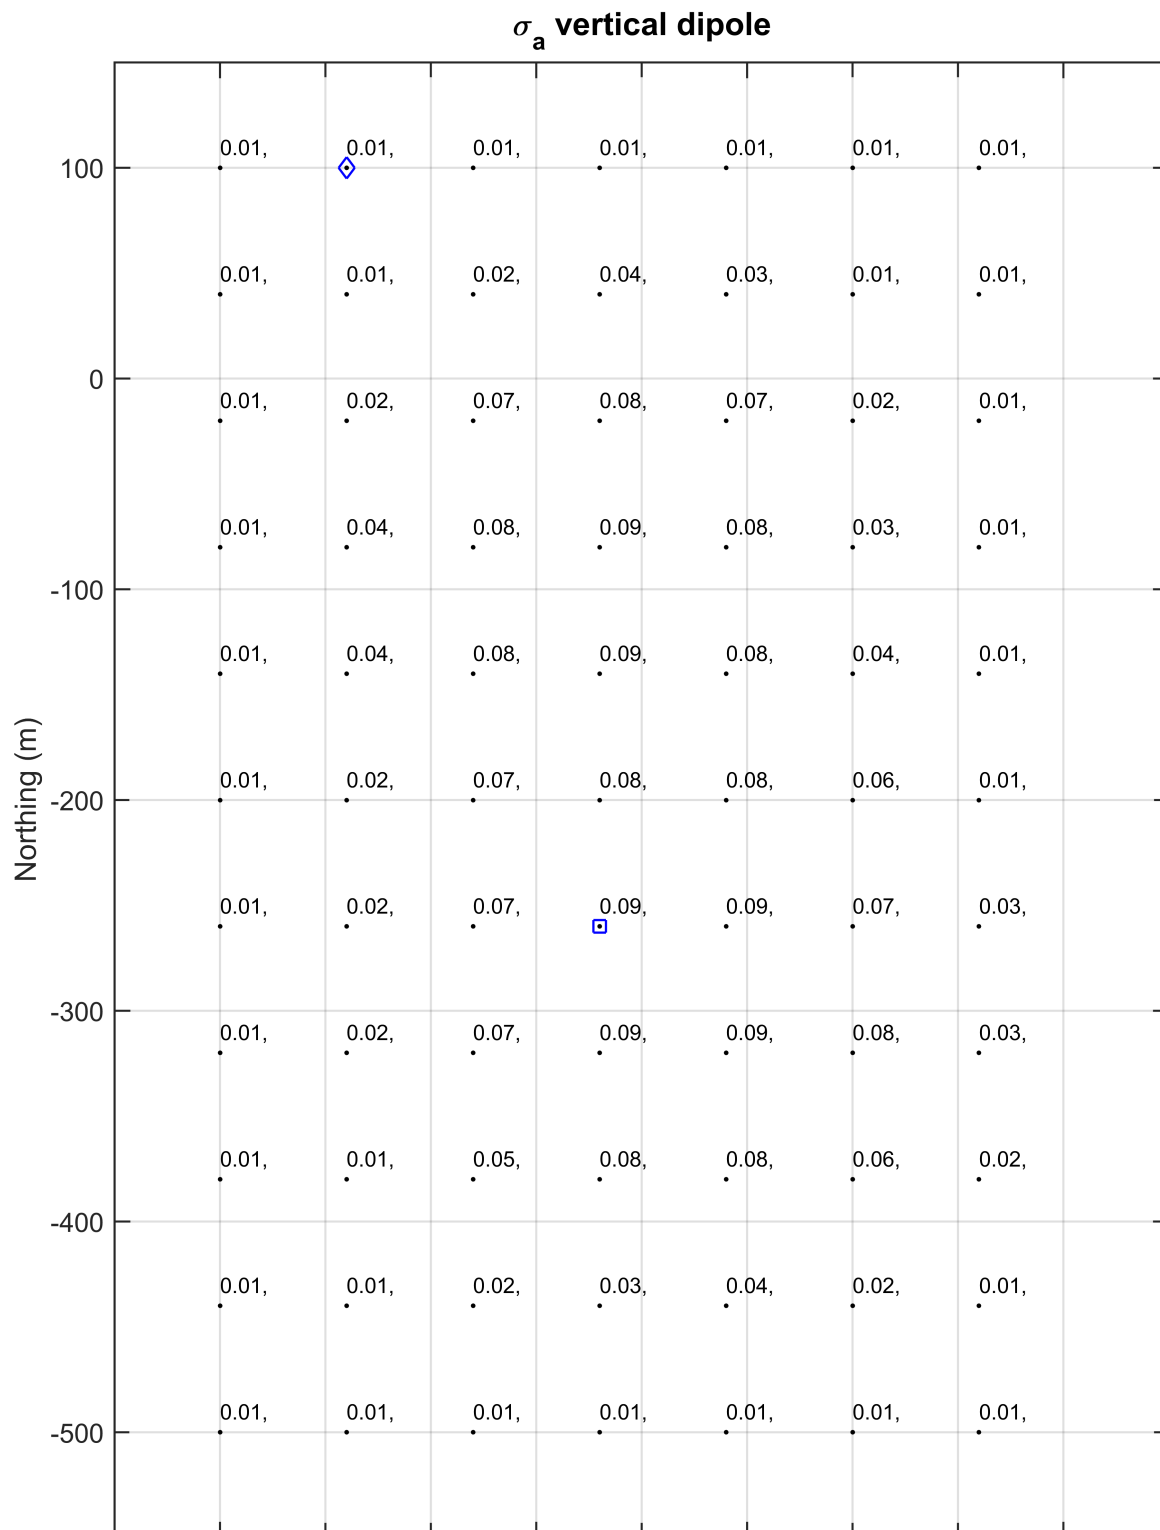 σa vertical dipole
0.01, 0.01, 0.01, 0.01, 0.01, 0.01, 0.01,
100
0.01, 0.01, 0.02, 0.04, 0.03, 0.01, 0.01,
0
0.01, 0.02, 0.07, 0.08, 0.07, 0.02, 0.01,
0.01, 0.04, 0.08, 0.09, 0.08, 0.03, 0.01,
-100
0.01, 0.04, 0.08, 0.09, 0.08, 0.04, 0.01,
0.01, 0.02, 0.07, 0.08, 0.08, 0.06, 0.01,
-200
Northing (m)
0.01, 0.02, 0.07, 0.09, 0.09, 0.07, 0.03,
-300
0.01, 0.02, 0.07, 0.09, 0.09, 0.08, 0.03,
0.01, 0.01, 0.05, 0.08, 0.08, 0.06, 0.02,
-400
0.01, 0.01, 0.02, 0.03, 0.04, 0.02, 0.01,
0.01, 0.01, 0.01, 0.01, 0.01, 0.01, 0.01,
-500